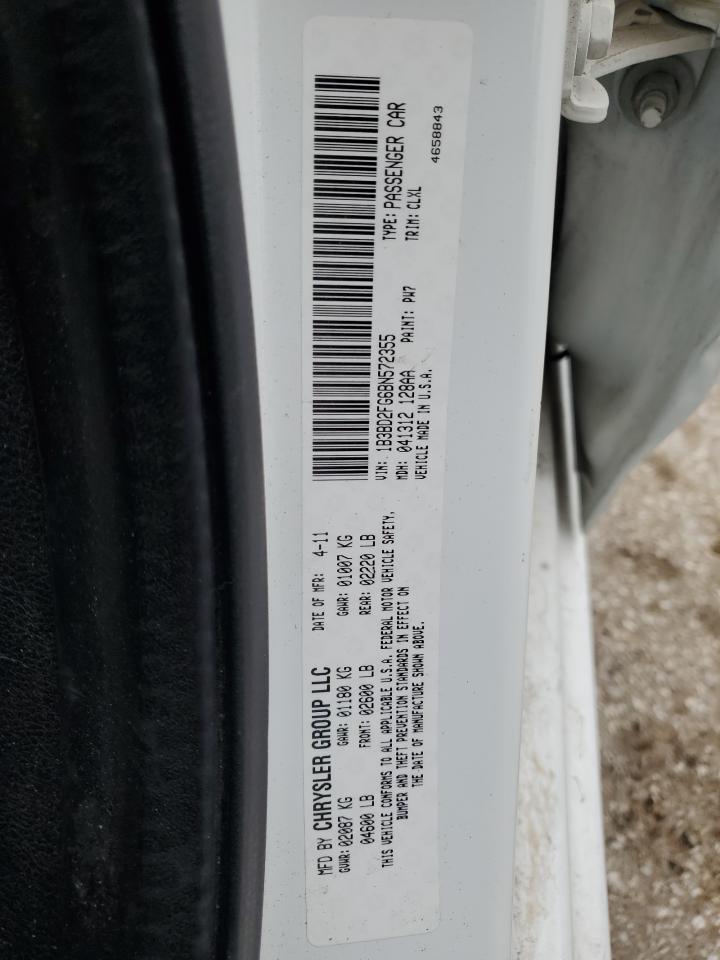 MFD BY CHRYSLER GROUP LLC DATE OF MFR: 4-11
GVWR: 02087 KG GAWR: 01180 KG GAWR: 01007 KG
04600 LB FRONT: 02600 LB REAR: 02220 LB
THIS VEHICLE CONFORMS TO ALL APPLICABLE U.S.A. FEDERAL MOTOR VEHICLE SAFETY,
BUMPER AND THEFT PREVENTION STANDARDS IN EFFECT ON
THE DATE OF MANUFACTURE SHOWN ABOVE.
VIN: 1B3BD2FG6BN572355 TYPE: PASSENGER CAR
MDH: 041312 128AA PAINT: PW7 TRIM: CLXL
VEHICLE MADE IN U.S.A. 4658843